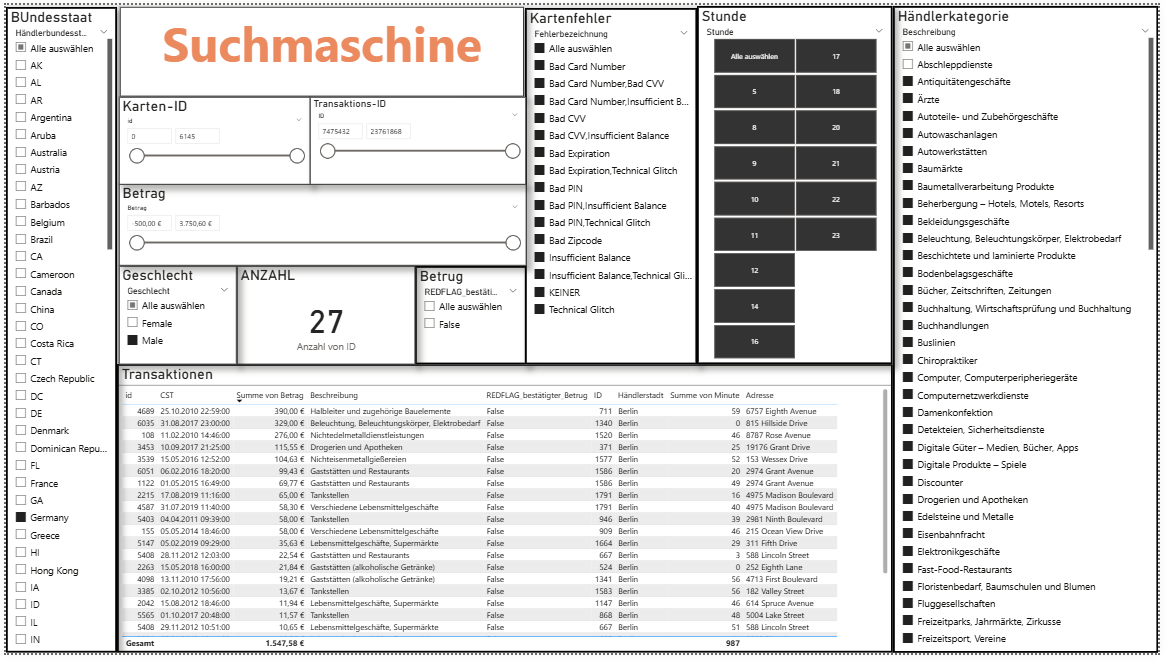 BUndesstaat
Händlerbundesst...
Alle auswählen
AK
AL
AR
Argentina
Aruba
Australia
Austria
AZ
Barbados
Belgium
Brazil
CA
Cameroon
Canada
China
CO
Costa Rica
CT
Czech Republic
DC
DE
Denmark
Dominican Repu...
FL
France
GA
Germany
Greece
HI
Hong Kong
IA
ID
IL
IN
Suchmaschine
Karten-ID
id
0 6145
Transaktions-ID
ID
7475432 23761868
Betrag
Betrag
-500,00 € 3.750,60 €
Geschlecht
Geschlecht
Alle auswählen
Female
Male
ANZAHL
27
Anzahl von ID
Betrug
REDFLAG_bestäti...
Alle auswählen
False
Kartenfehler
Fehlerbezeichnung
Alle auswählen
Bad Card Number
Bad Card Number,Bad CVV
Bad Card Number,Insufficient B...
Bad CVV
Bad CVV,Insufficient Balance
Bad Expiration
Bad Expiration,Technical Glitch
Bad PIN
Bad PIN,Insufficient Balance
Bad PIN,Technical Glitch
Bad Zipcode
Insufficient Balance
Insufficient Balance,Technical Gli...
KEINER
Technical Glitch
Stunde
Stunde
Alle auswählen 17
5 18
8 20
9 21
10 22
11 23
12
14
16
Händlerkategorie
Beschreibung
Alle auswählen
Abschleppdienste
Antiquitätengeschäfte
Ärzte
Autoteile- und Zubehörgeschäfte
Autowaschanlagen
Autowerkstätten
Baumärkte
Baumetallverarbeitung Produkte
Beherbergung – Hotels, Motels, Resorts
Bekleidungsgeschäfte
Beleuchtung, Beleuchtungskörper, Elektrobedarf
Beschichtete und laminierte Produkte
Bodenbelagsgeschäfte
Bücher, Zeitschriften, Zeitungen
Buchhaltung, Wirtschaftsprüfung und Buchhaltung
Buchhandlungen
Buslinien
Chiropraktiker
Computer, Computerperipheriegeräte
Computernetzwerkdienste
Damenkonfection
Detekteien, Sicherheitsdienste
Digitale Güter – Medien, Bücher, Apps
Digitale Produkte – Spiele
Discounter
Drogerien und Apotheken
Edelsteine und Metalle
Eisenbahnfracht
Elektronikgeschäfte
Fast-Food-Restaurants
Floristenbedarf, Baumschulen und Blumen
Fluggesellschaften
Freizeitparks, Jahrmärkte, Zirkusse
Freizeitsport, Vereine
Transaktionen
id CST Summe von Betrag Beschreibung REDFLAG_bestätigter_Betrug ID Händlerstadt Summe von Minute Adresse
4689 25.10.2010 22:59:00 390,00 € Halbleiter und zugehörige Bauelemente False 711 Berlin 59 6757 Eighth Avenue
6035 31.08.2017 23:00:00 329,00 € Beleuchtung, Beleuchtungskörper, Elektrobedarf False 1340 Berlin 0 815 Hillside Drive
108 11.02.2010 14:46:00 276,00 € Nichtedelmetalldienstleistungen False 1520 Berlin 46 8787 Rose Avenue
3453 10.09.2017 21:25:00 115,55 € Drogerien und Apotheken False 371 Berlin 25 19176 Grant Drive
3539 15.05.2016 12:52:00 104,63 € Nichteisenmetallgießereien False 1577 Berlin 52 153 Wessex Drive
6051 06.02.2016 18:20:00 99,43 € Gaststätten und Restaurants False 1586 Berlin 20 2974 Grant Avenue
1122 01.05.2015 16:49:00 69,77 € Gaststätten und Restaurants False 1586 Berlin 49 2974 Grant Avenue
2215 17.08.2019 11:16:00 65,00 € Tankstellen False 1791 Berlin 16 4975 Madison Boulevard
4587 31.07.2019 11:40:00 58,30 € Verschiedene Lebensmittelgeschäfte False 1791 Berlin 40 4975 Madison Boulevard
5403 04.04.2011 09:39:00 58,00 € Tankstellen False 946 Berlin 39 2981 Ninth Boulevard
155 05.05.2014 18:46:00 58,00 € Verschiedene Lebensmittelgeschäfte False 909 Berlin 46 215 Ocean View Drive
5147 05.02.2019 09:29:00 35,63 € Lebensmittelgeschäfte, Supermärkte False 1664 Berlin 29 311 Fifth Drive
5408 28.11.2012 12:03:00 22,54 € Gaststätten und Restaurants False 667 Berlin 3 588 Lincoln Street
2263 15.05.2018 16:00:00 21,84 € Gaststätten (alkoholische Getränke) False 524 Berlin 0 252 Eighth Lane
4098 13.11.2010 17:56:00 19,21 € Gaststätten (alkoholische Getränke) False 1341 Berlin 56 4713 First Boulevard
3385 02.10.2012 10:56:00 13,67 € Tankstellen False 1583 Berlin 56 182 Valley Street
2042 15.08.2012 18:46:00 11,94 € Lebensmittelgeschäfte, Supermärkte False 1147 Berlin 46 614 Spruce Avenue
5565 01.10.2017 20:48:00 11,57 € Tankstellen False 868 Berlin 48 5004 Lake Street
5408 29.11.2012 10:51:00 10,65 € Lebensmittelgeschäfte, Supermärkte False 667 Berlin 51 588 Lincoln Street
Gesamt 1.547,58 € 987